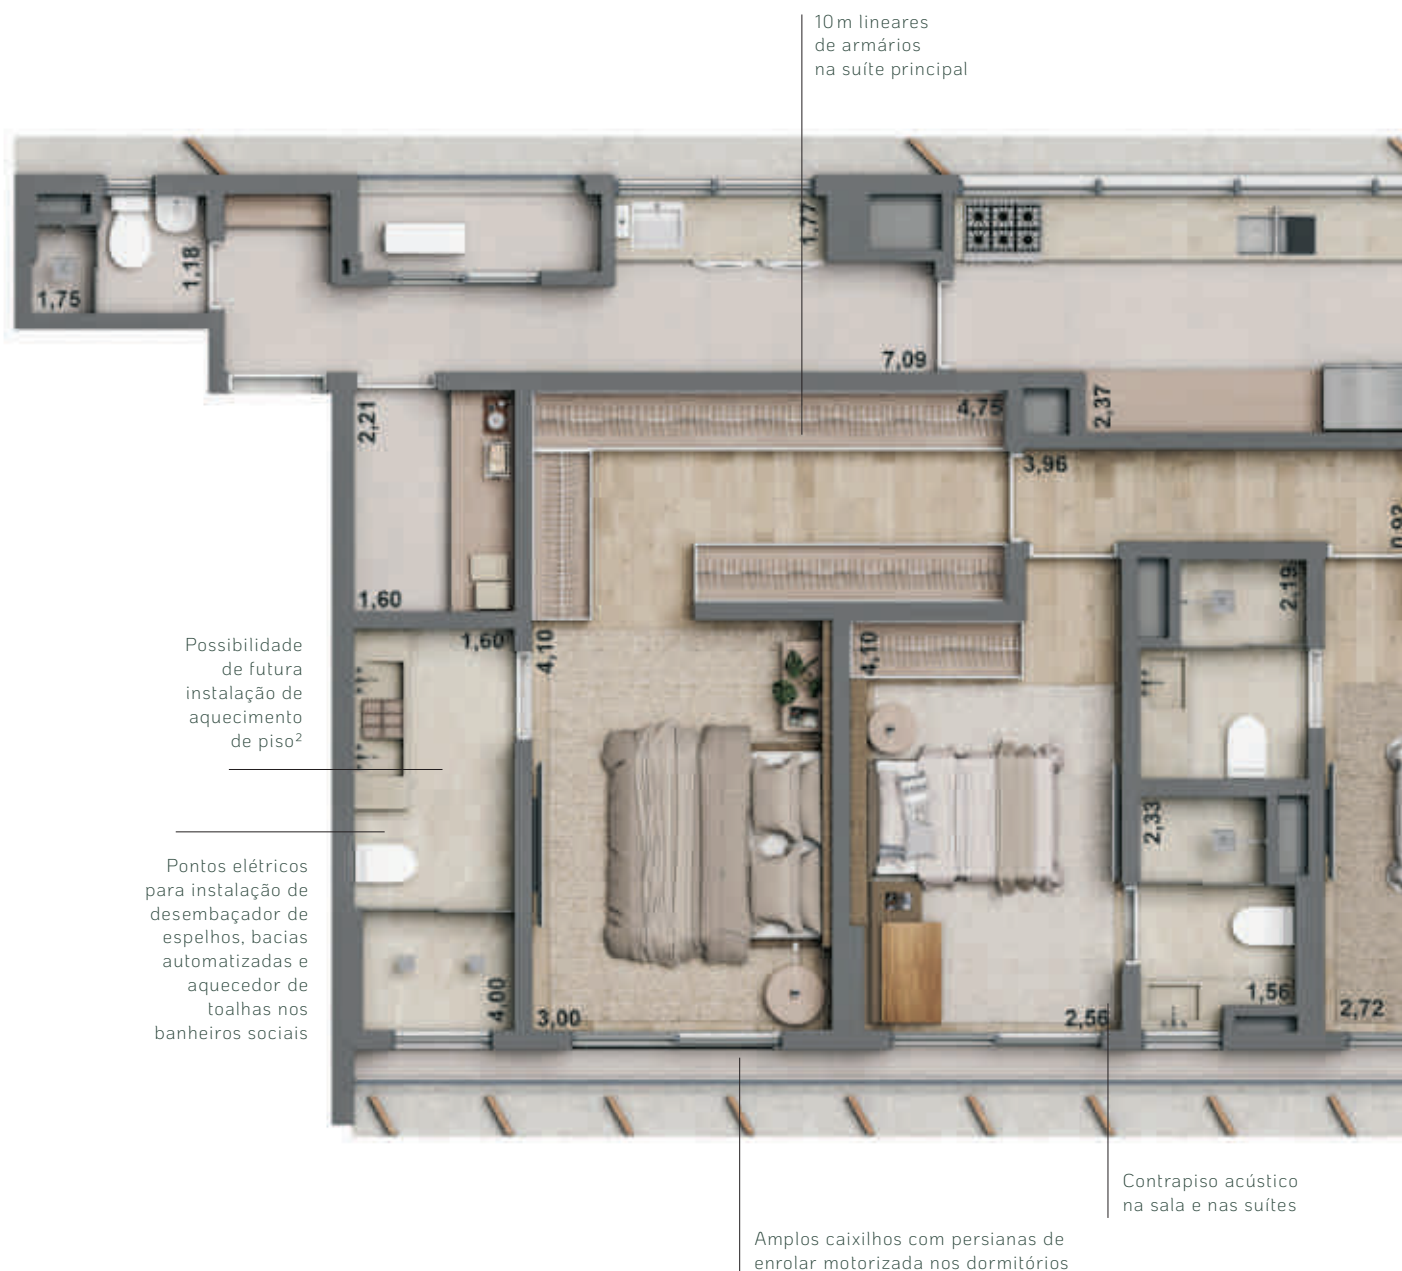 10 m lineares
de armários
na suíte principal
1,18
1,75
1,77
7,09
2,21
4,75
2,37
3,96
0,92
1,60
2,19
1,60
4,10
4,10
Possibilidade
de futura
instalação de
aquecimento
de piso²
2,33
Pontos elétricos
para instalação de
desembaçador de
espelhos, bacias
automatizadas e
aquecedor de
toalhas nos
banheiros sociais
4,00
3,00
2,56
1,56
2,72
Contrapiso acústico
na sala e nas suítes
Amplos caixilhos com persianas de
enrolar motorizada nos dormitórios